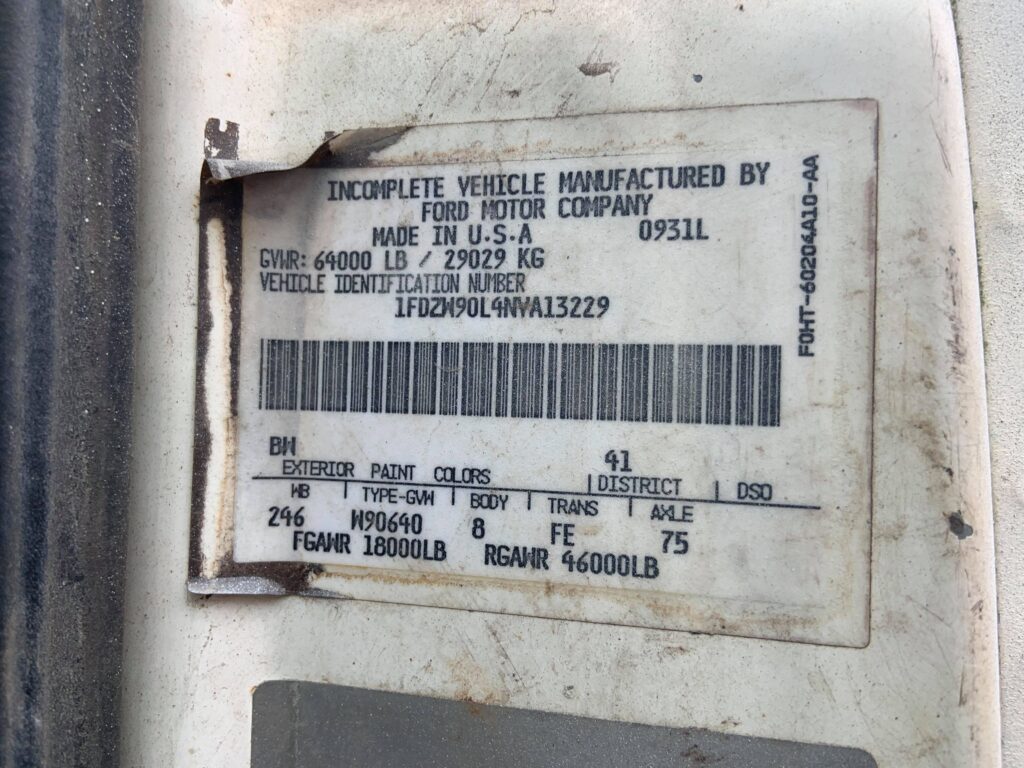 INCOMPLETE VEHICLE MANUFACTURED BY
FORD MOTOR COMPANY
MADE IN U.S.A 0931L
GVWR: 64000 LB / 29029 KG
VEHICLE IDENTIFICATION NUMBER
1FDZW90L4NVA13229
F0HT-60204A10-AA
BW 41
EXTERIOR PAINT COLORS DISTRICT DSO
WB TYPE-GVW BODY TRANS AXLE
246 W90640 8 FE 75
FGAWR 18000LB RGAWR 46000LB